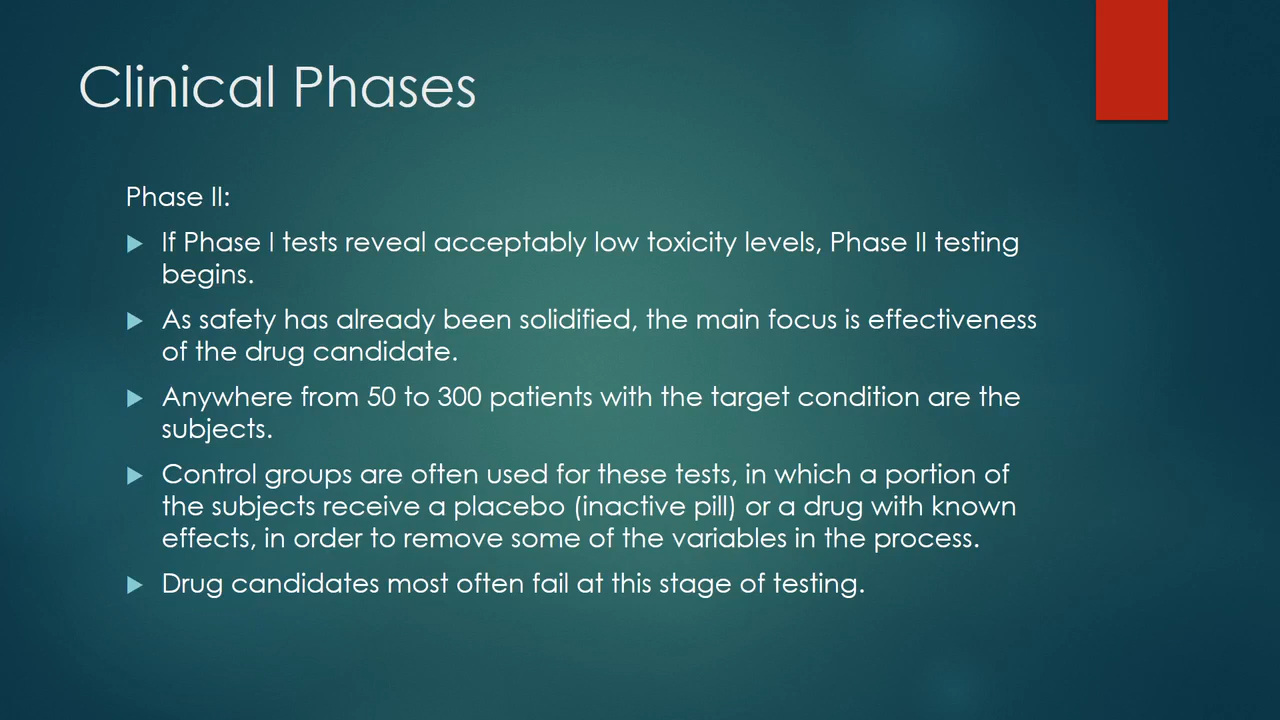 Clinical Phases
Phase II:
If Phase I tests reveal acceptably low toxicity levels, Phase II testing
begins.
As safety has already been solidified, the main focus is effectiveness
of the drug candidate.
Anywhere from 50 to 300 patients with the target condition are the
subjects.
Control groups are often used for these tests, in which a portion of
the subjects receive a placebo (inactive pill) or a drug with known
effects, in order to remove some of the variables in the process.
Drug candidates most often fail at this stage of testing.